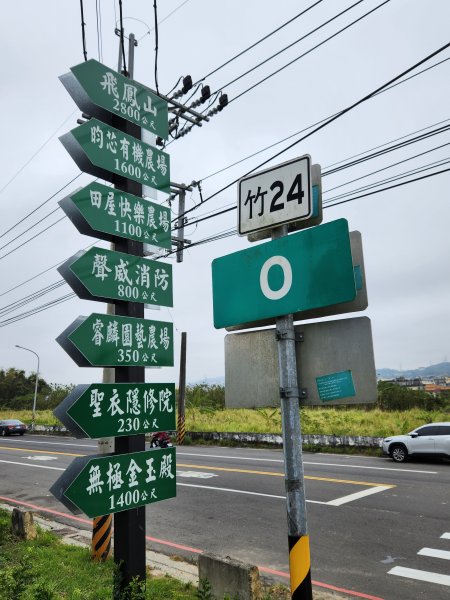 飛鳳山
2800公尺
昀芯有機農場
1600公尺
田屋快樂農場
1100公尺
聲威消防
800公尺
睿麟園藝農場
350公尺
聖衣隱修院
230公尺
無極金玉殿
1400公尺
竹24
0